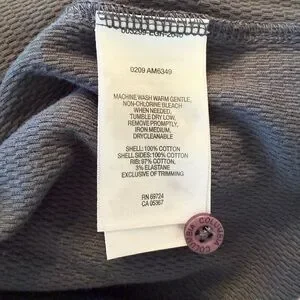 0209 AM6349
MACHINE WASH WARM GENTLE,
NON-CHLORINE BLEACH
WHEN NEEDED,
TUMBLE DRY LOW,
REMOVE PROMPTLY,
IRON MEDIUM,
DRYCLEANABLE
SHELL: 100% COTTON
SHELL SIDES: 100% COTTON
RIB: 97% COTTON,
3% ELASTANE
EXCLUSIVE OF TRIMMING
RN 69724
CA 05367
COLUMBIA COLUMBIA